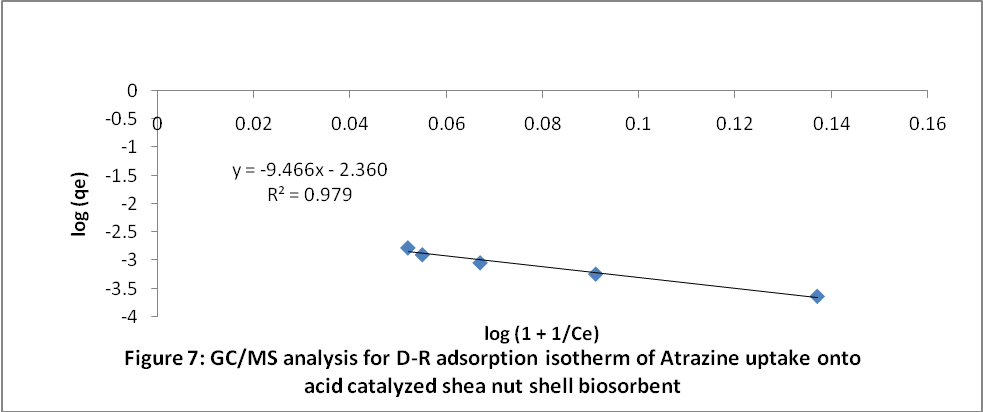 0
-0.5
-1
-1.5
-2
-2.5
-3
-3.5
-4
0 0.02 0.04 0.06 0.08 0.1 0.12 0.14 0.16
log (qe)
y = -9.466x - 2.360
R² = 0.979
log (1 + 1/Ce)
Figure 7: GC/MS analysis for D-R adsorption isotherm of Atrazine uptake onto
acid catalyzed shea nut shell biosorbent